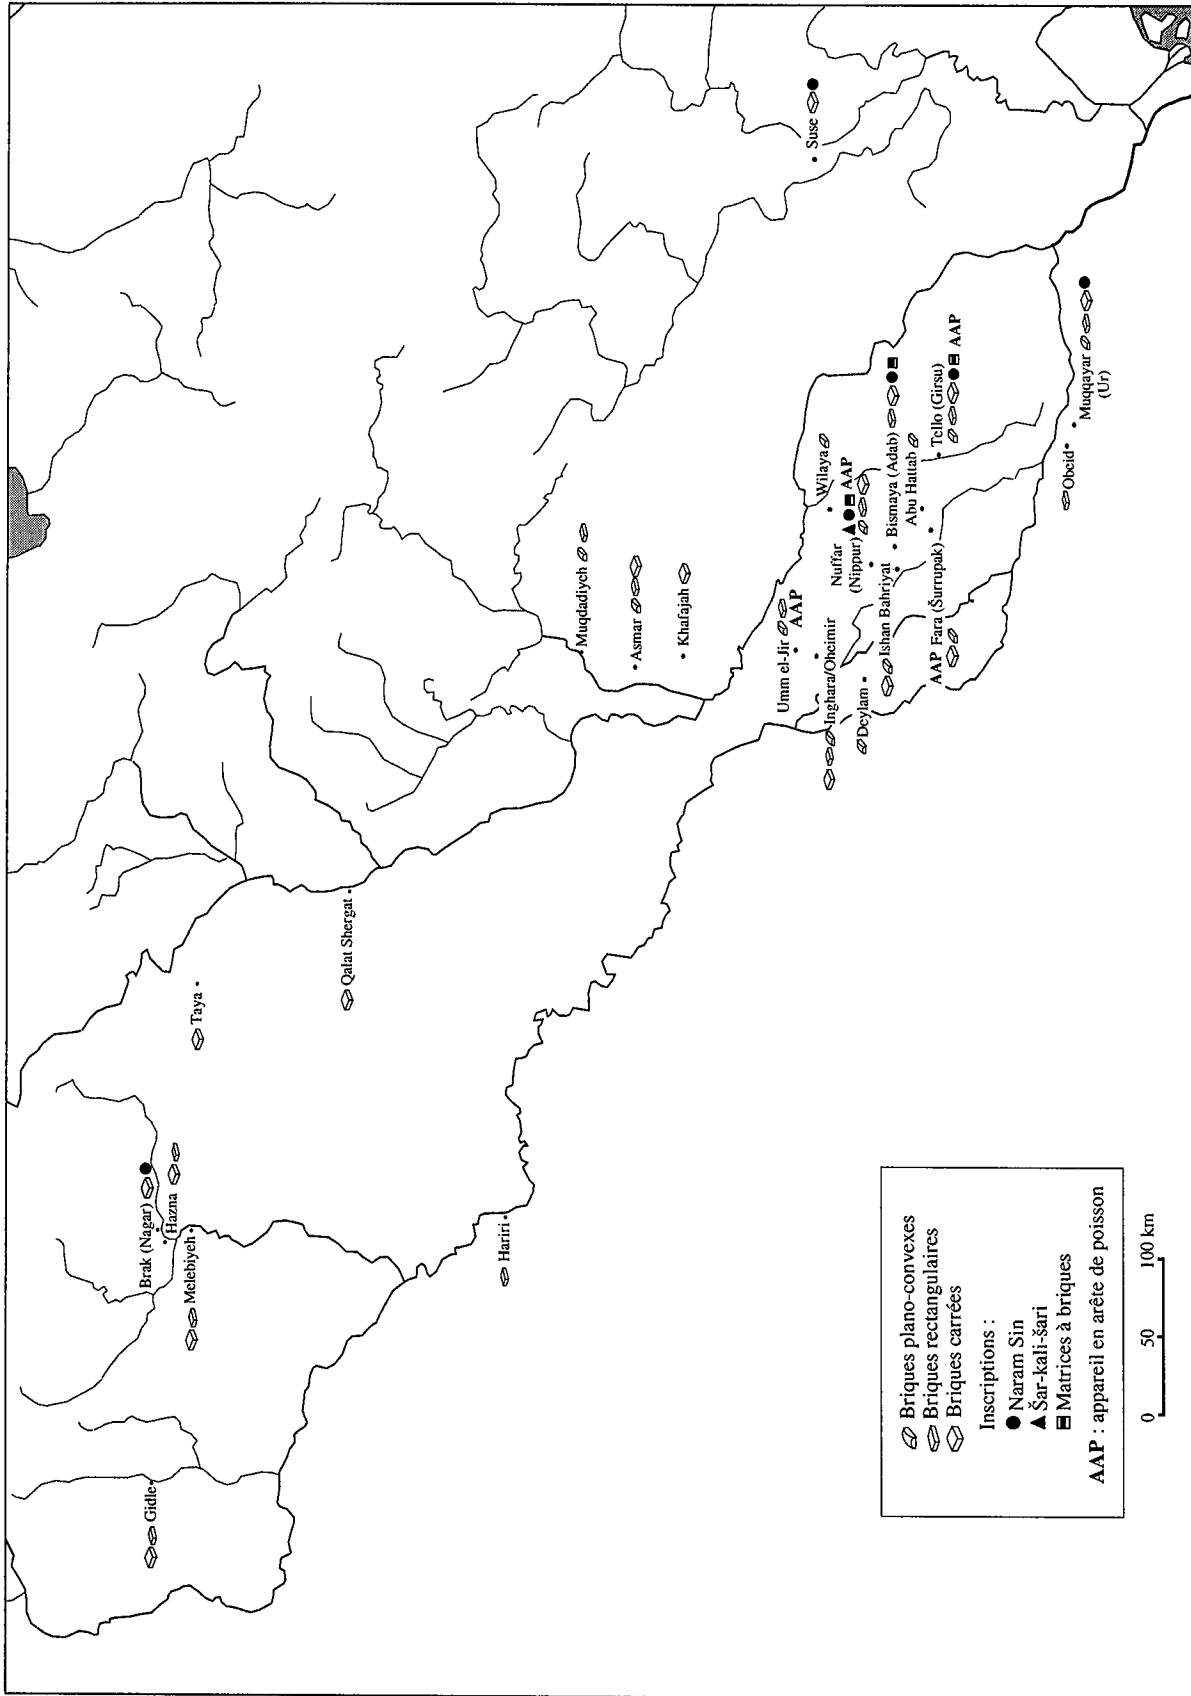 Gidle
Brak (Nagar)
Hazna
Melebiyeh
Taya
Qalat Shergat
Hariri
Muqdadiyeh
Asmar
Khafajah
Suse
Umm el-Jir
AAP
Inghara/Oheimir
Deylam
Wilaya
Nuffar
(Nippur)
AAP
Ishan Bahriyat
Bismaya (Adab)
Abu Hattab
AAP Fara (Šurrupak)
Tello (Girsu)
AAP
Obeid
Muqqayar
(Ur)
Briques plano-convexes
Briques rectangulaires
Briques carrées
Inscriptions :
Naram Sin
Šar-kali-šari
Matrices à briques
AAP : appareil en arête de poisson
0 50 100 km